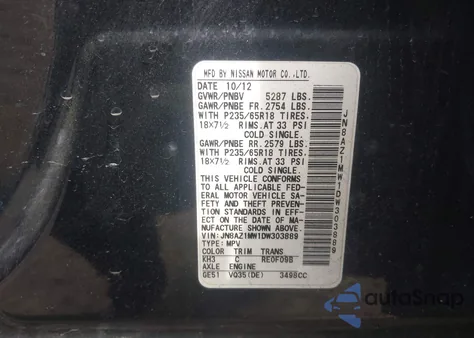 MFD BY NISSAN MOTOR CO.,LTD.
DATE 10/12
GVWR/PNBV 5287 LBS.
GAWR/PNBE FR. 2754 LBS.
WITH P235/65R18 TIRES.
18X7½ RIMS.AT 33 PSI
COLD SINGLE.
GAWR/PNBE RR. 2579 LBS.
WITH P235/65R18 TIRES.
18X7½ RIMS.AT 33 PSI
COLD SINGLE.
THIS VEHICLE CONFORMS
TO ALL APPLICABLE FED-
ERAL MOTOR VEHICLE SA-
FETY AND THEFT PREV-
ENTION STANDARDS IN EFF-
ECT ON THE DATE OF MA-
NUFACTURE SHOWN ABOVE.
VIN: JN8AZ1MW1DW303889
TYPE: MPV
COLOR TRIM TRANS
KH3 C RE0F09B
AXLE ENGINE
GE51 VQ35(DE) 3498CC
JN8AZ1MW1DW303889
autoSnap